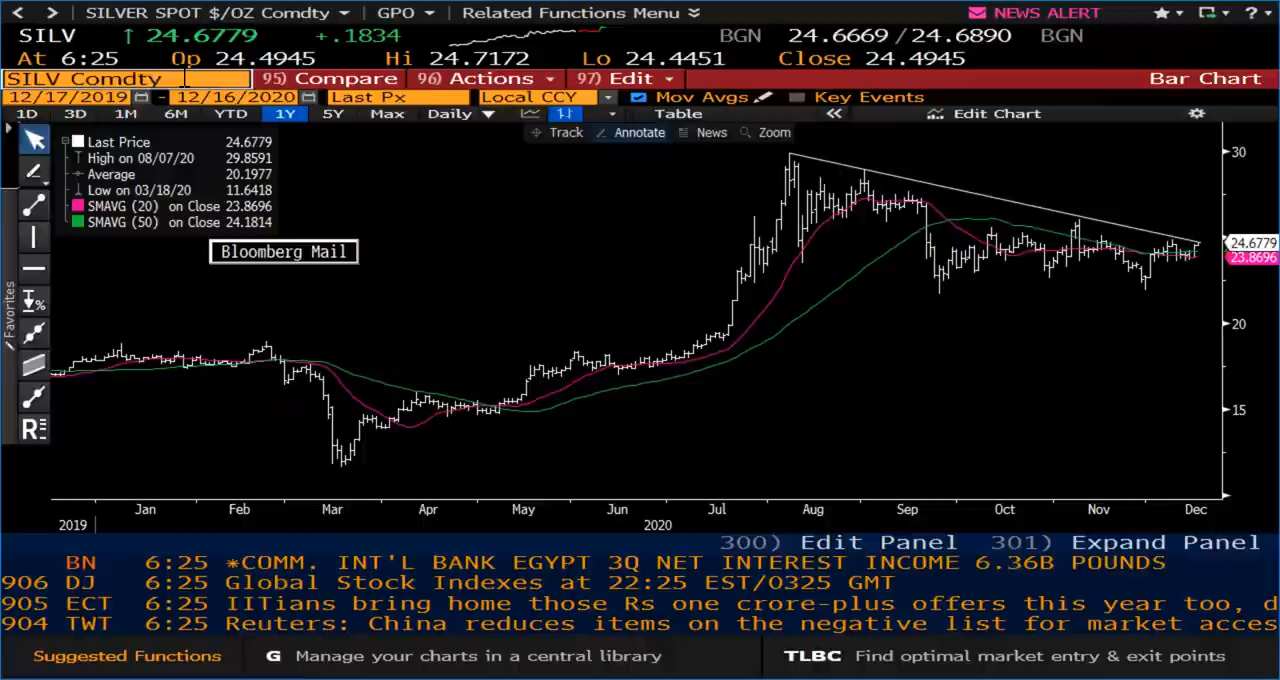 < > SILVER SPOT $/OZ Comdty GPO Related Functions Menu NEWS ALERT ?
SILV ↑ 24.6779 +.1834 BGN 24.6669/24.6890 BGN
At 6:25 Op 24.4945 Hi 24.7172 Lo 24.4451 Close 24.4945
SILV Comdty 95) Compare 96) Actions 97) Edit Bar Chart
12/17/2019 - 12/16/2020 Last Px Local CCY Mov Avgs Key Events
1D 3D 1M 6M YTD 1Y 5Y Max Daily Table « Edit Chart
Track Annotate News Zoom
Last Price 24.6779
High on 08/07/20 29.8591
Average 20.1977
Low on 03/18/20 11.6418
SMAVG (20) on Close 23.8696
SMAVG (50) on Close 24.1814
Bloomberg Mail
Favorites
%
R
30
24.6779
23.8696
20
15
Jan Feb Mar Apr May Jun Jul Aug Sep Oct Nov Dec
2019 2020
300) Edit Panel 301) Expand Panel
BN 6:25 *COMM. INT'L BANK EGYPT 3Q NET INTEREST INCOME 6.36B POUNDS
906 DJ 6:25 Global Stock Indexes at 22:25 EST/0325 GMT
905 ECT 6:25 IITians bring home those Rs one crore-plus offers this year too, d
904 TWT 6:25 Reuters: China reduces items on the negative list for market acces
Suggested Functions G Manage your charts in a central library TLBC Find optimal market entry & exit points